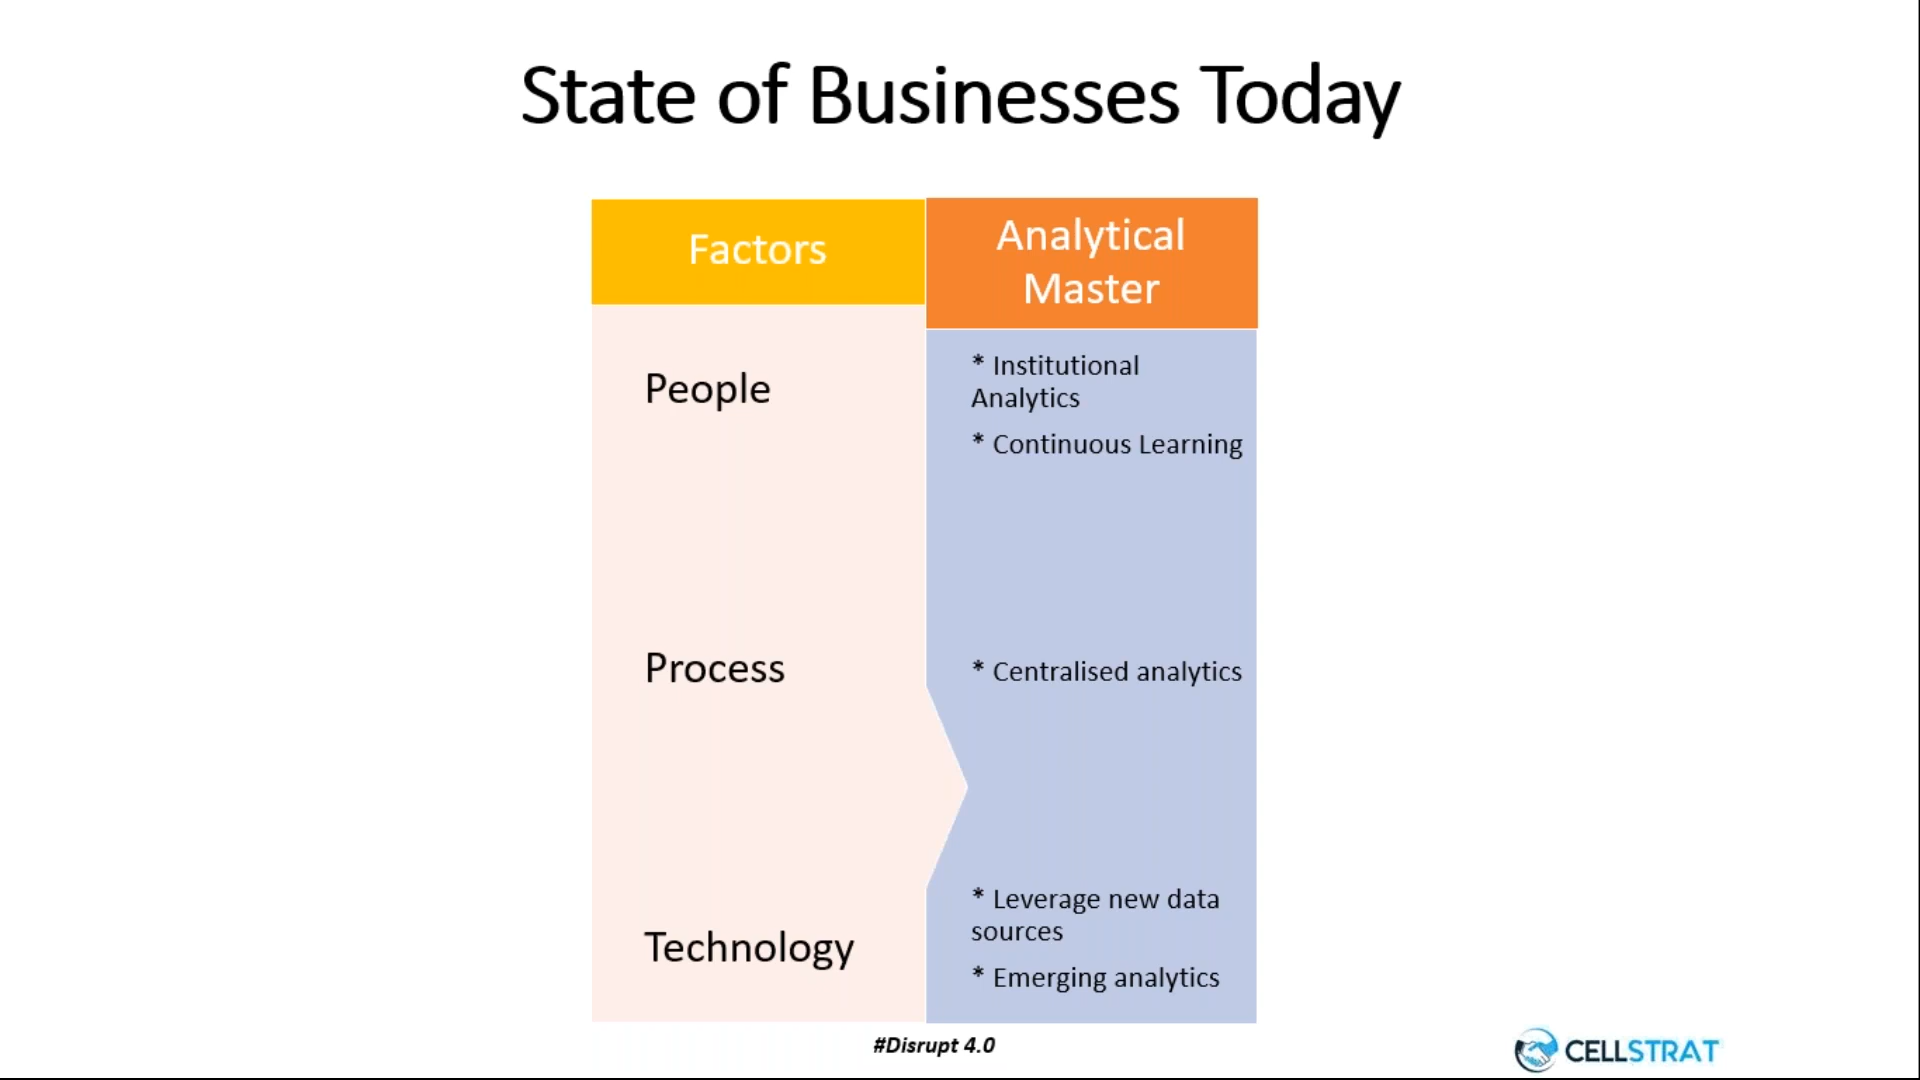 State of Businesses Today
Factors
Analytical
Master
People
* Institutional
Analytics
* Continuous Learning
Process
* Centralised analytics
Technology
* Leverage new data
sources
* Emerging analytics
#Disrupt 4.0
CELLSTRAT